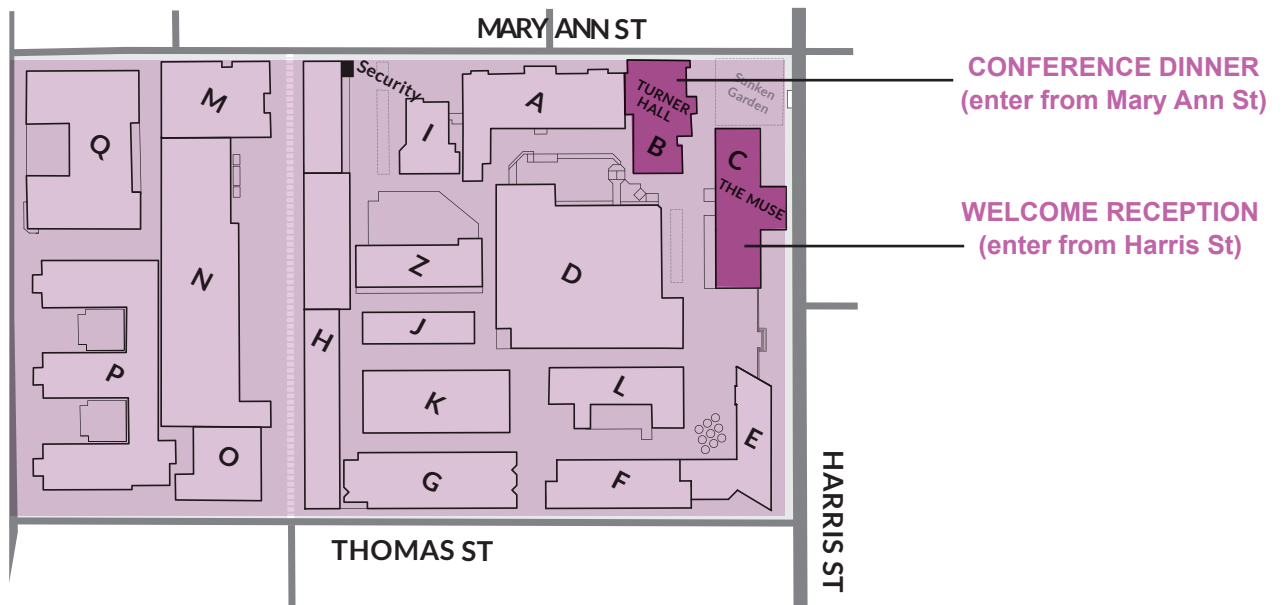 MARY ANN ST
CONFERENCE DINNER
(enter from Mary Ann St)
Security
Sunken
Garden
TURNER
HALL
B
M
A
I
Q
C
THE MUSE
WELCOME RECEPTION
(enter from Harris St)
Z
D
N
J
H
P
K
L
E
O
G
F
HARRIS ST
THOMAS ST